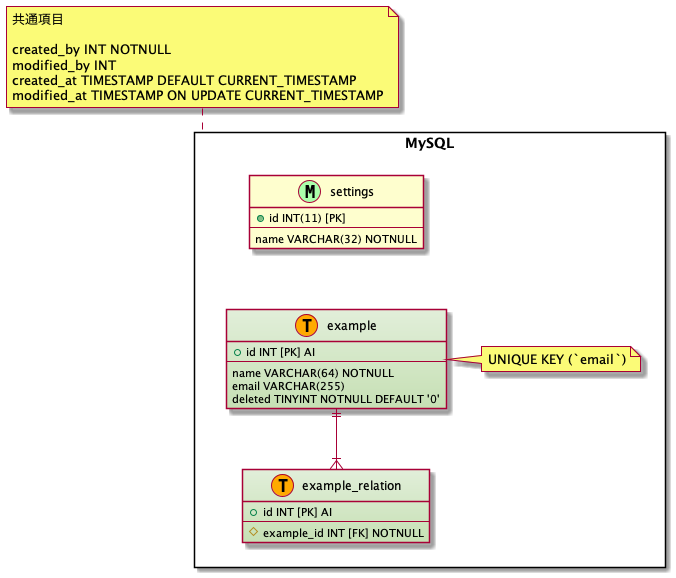 共通項目
created_by INT NOTNULL
modified_by INT
created_at TIMESTAMP DEFAULT CURRENT_TIMESTAMP
modified_at TIMESTAMP ON UPDATE CURRENT_TIMESTAMP
MySQL
M settings
id INT(11) [PK]
name VARCHAR(32) NOTNULL
T example
id INT [PK] AI
name VARCHAR(64) NOTNULL
email VARCHAR(255)
deleted TINYINT NOTNULL DEFAULT '0'
UNIQUE KEY (`email`)
T example_relation
id INT [PK] AI
example_id INT [FK] NOTNULL